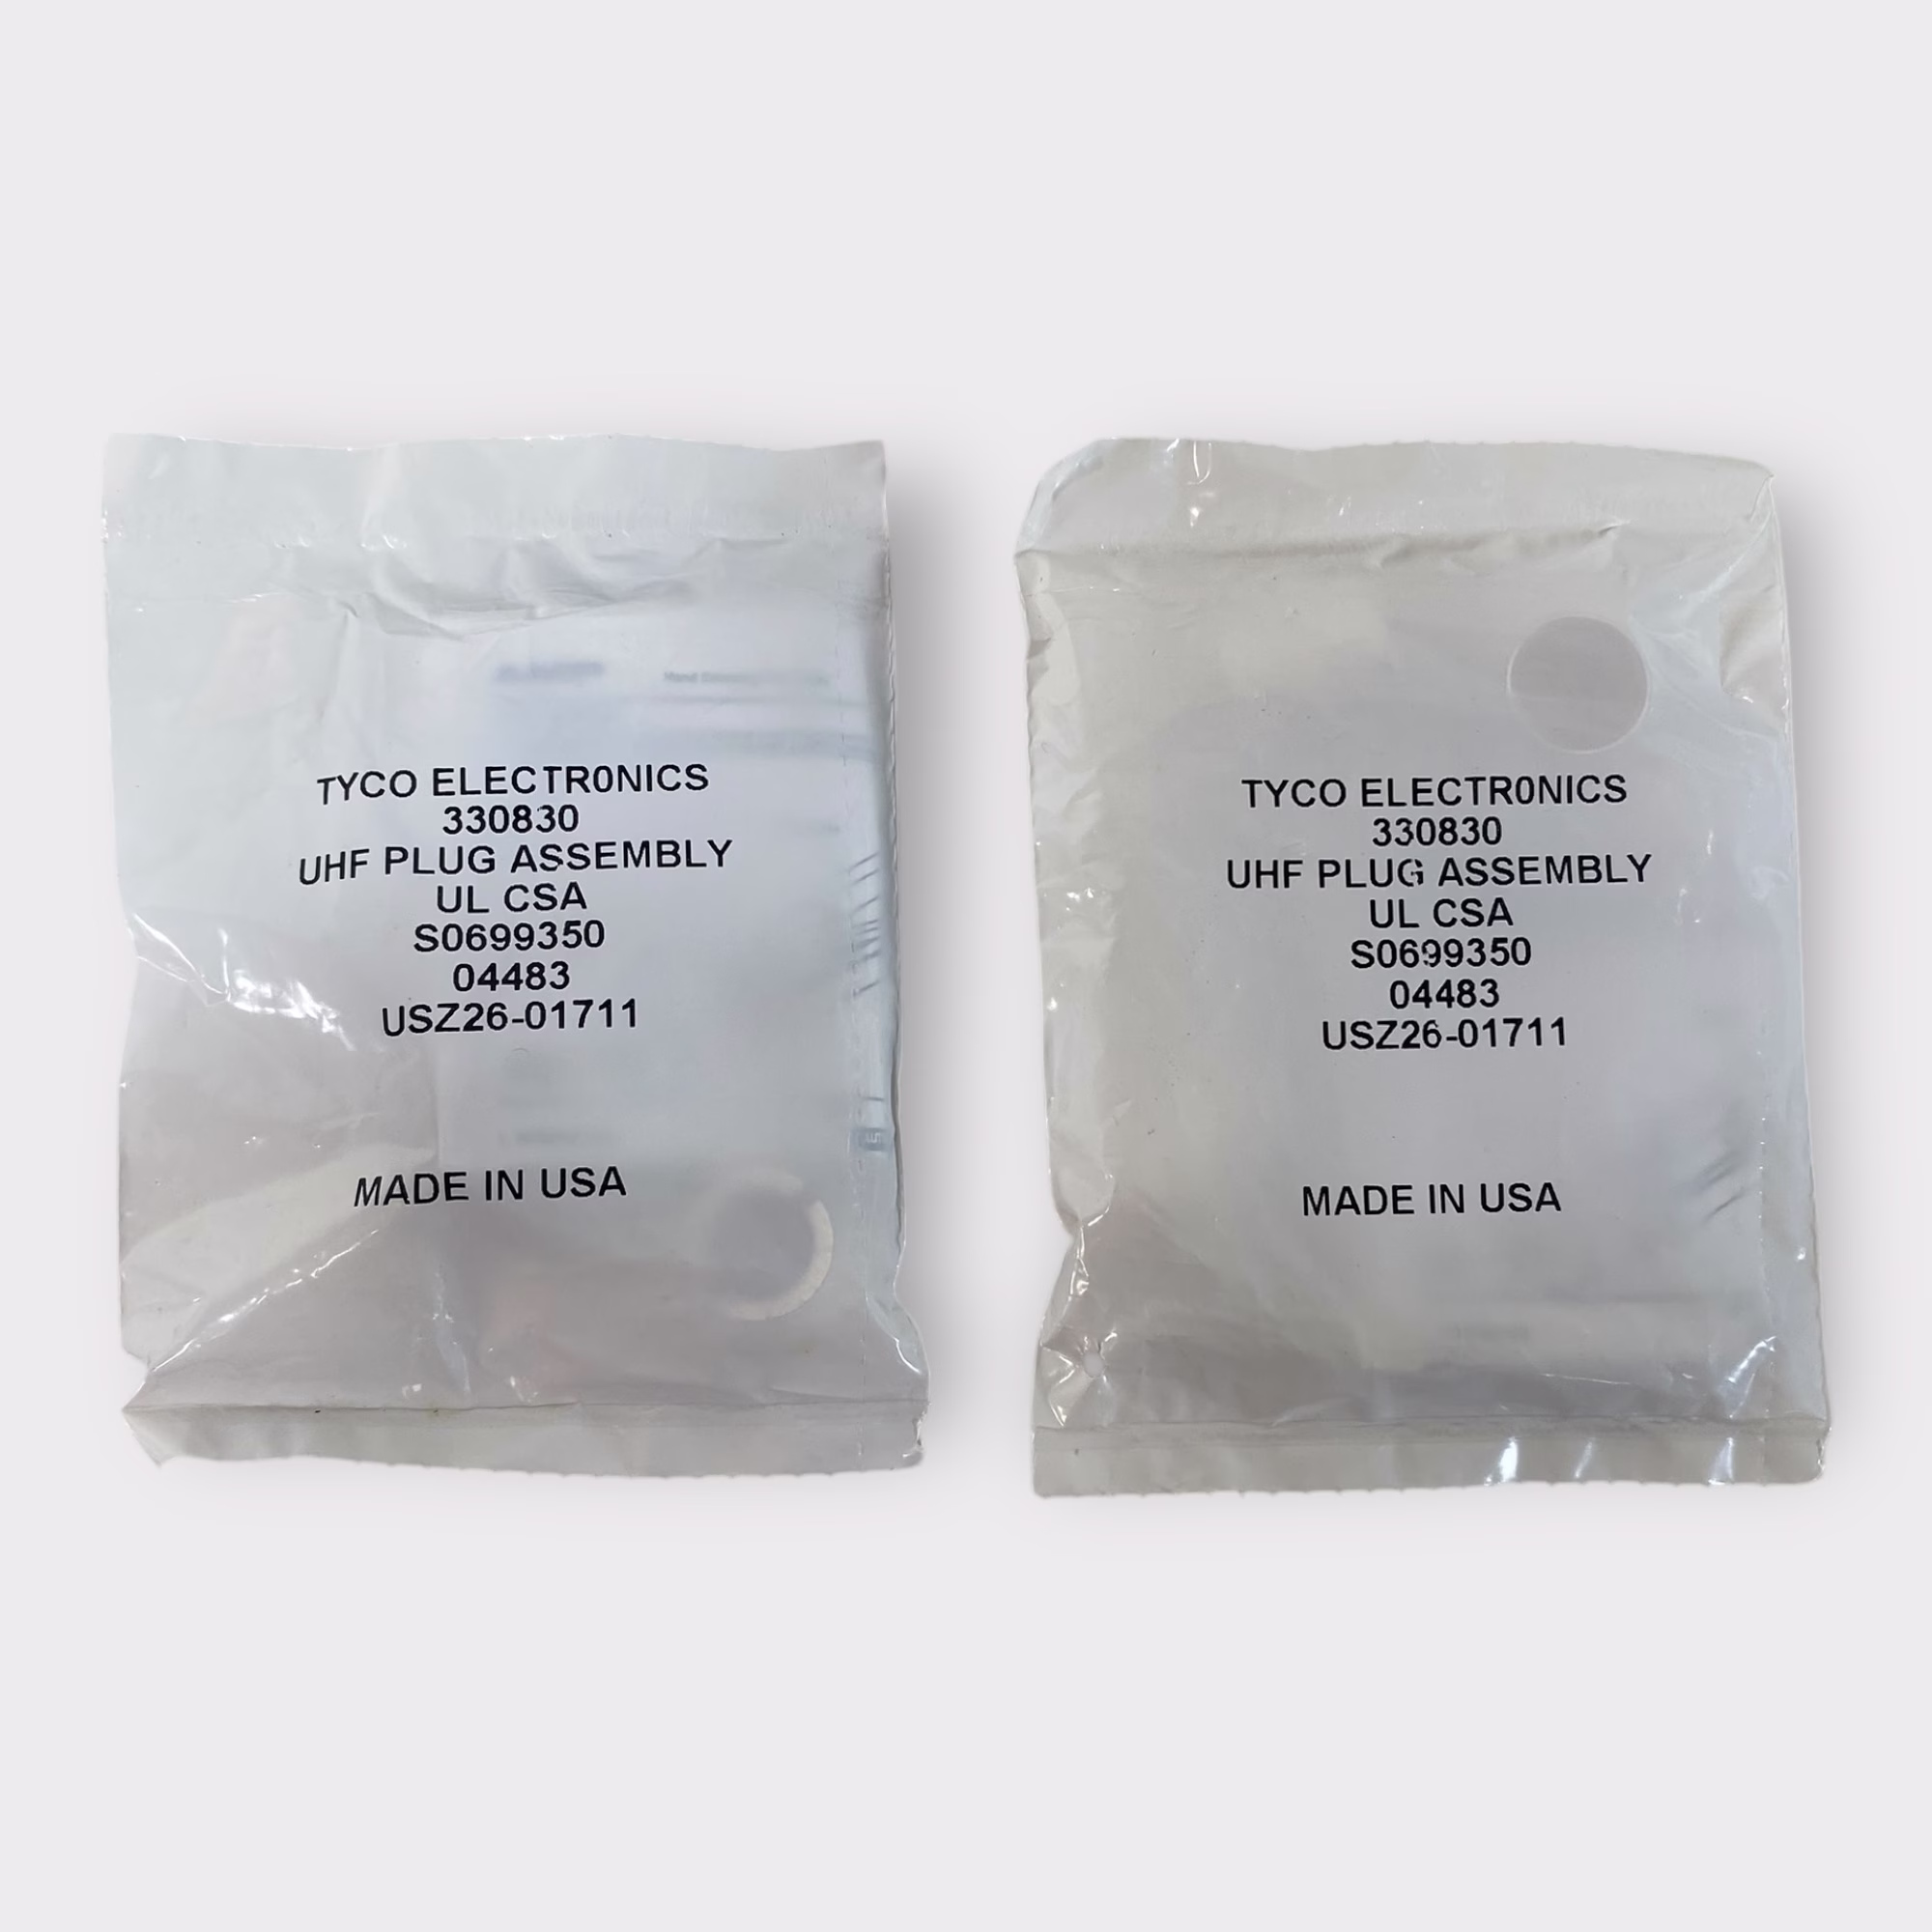 TYCO ELECTR0NICS
330830
UHF PLUG ASSEMBLY
UL CSA
S0699350
04483
USZ26-01711
MADE IN USA
TYCO ELECTR0NICS
330830
UHF PLUG ASSEMBLY
UL CSA
S0699350
04483
USZ26-01711
MADE IN USA